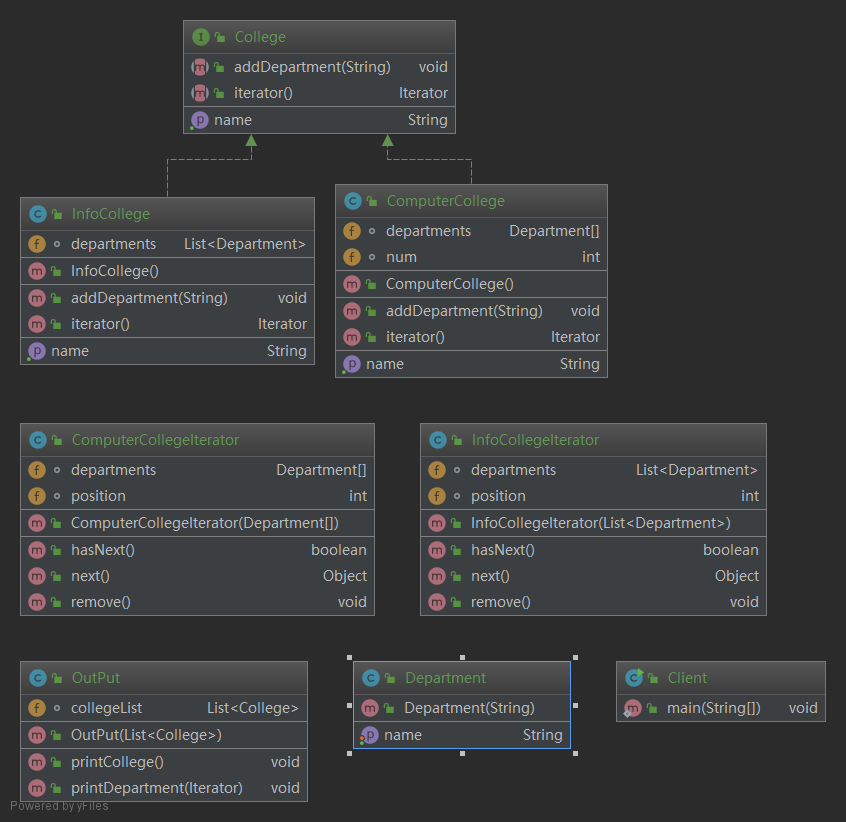 College
addDepartment(String) void
iterator() Iterator
name String
InfoCollege
departments List<Department>
InfoCollege()
addDepartment(String) void
iterator() Iterator
name String
ComputerCollege
departments Department[]
num int
ComputerCollege()
addDepartment(String) void
iterator() Iterator
name String
ComputerCollegeIterator
departments Department[]
position int
ComputerCollegeIterator(Department[])
hasNext() boolean
next() Object
remove() void
InfoCollegeIterator
departments List<Department>
position int
InfoCollegeIterator(List<Department>)
hasNext() boolean
next() Object
remove() void
OutPut
collegeList List<College>
OutPut(List<College>)
printCollege() void
printDepartment(Iterator) void
Department
Department(String)
name String
Client
main(String[]) void
Powered by yFiles